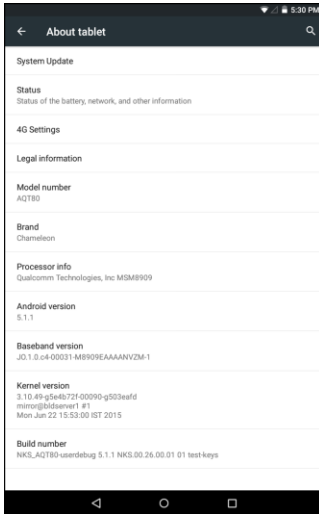 5:30 PM
About tablet
System Update
Status
Status of the battery, network, and other information
4G Settings
Legal information
Model number
AQT80
Brand
Chameleon
Processor info
Qualcomm Technologies, Inc MSM8909
Android version
5.1.1
Baseband version
JO.1.0.c4-00031-M8909EAAAANVZM-1
Kernel version
3.10.49-g5e4b72f-00090-g503eafd
mirror@bldserver1 #1
Mon Jun 22 15:53:00 IST 2015
Build number
NKS_AQT80-userdebug 5.1.1 NKS.00.26.00.01 01 test-keys